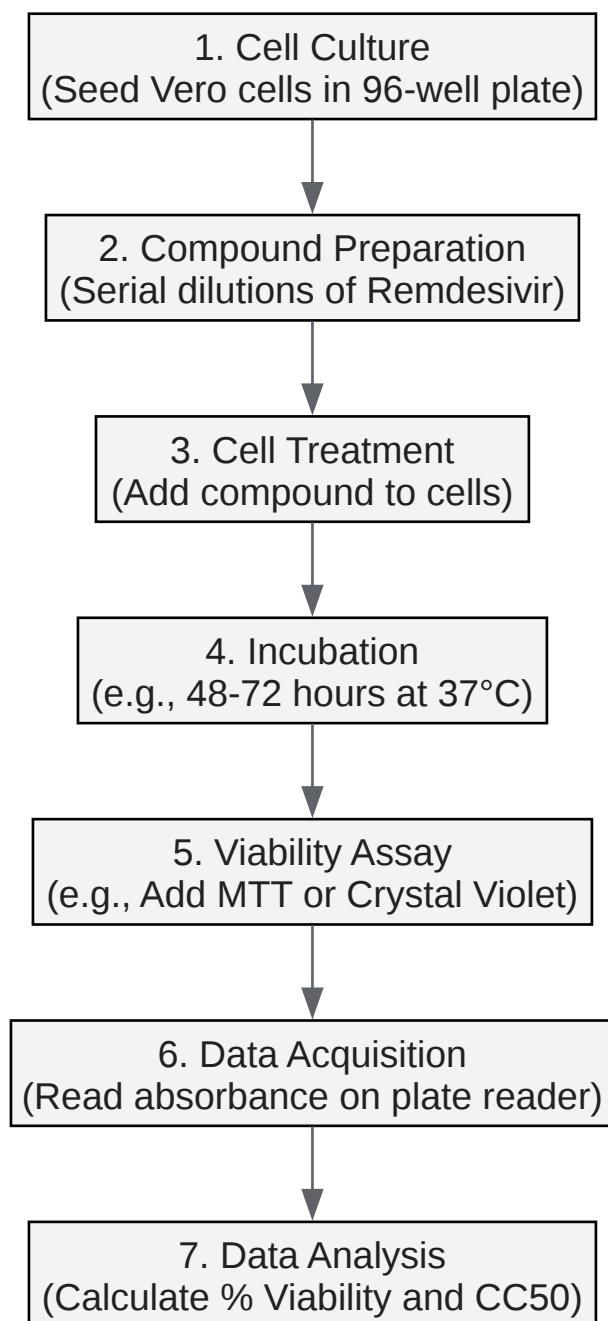 1. Cell Culture
(Seed Vero cells in 96-well plate)
2. Compound Preparation
(Serial dilutions of Remdesivir)
3. Cell Treatment
(Add compound to cells)
4. Incubation
(e.g., 48-72 hours at 37°C)
5. Viability Assay
(e.g., Add MTT or Crystal Violet)
6. Data Acquisition
(Read absorbance on plate reader)
7. Data Analysis
(Calculate % Viability and CC50)